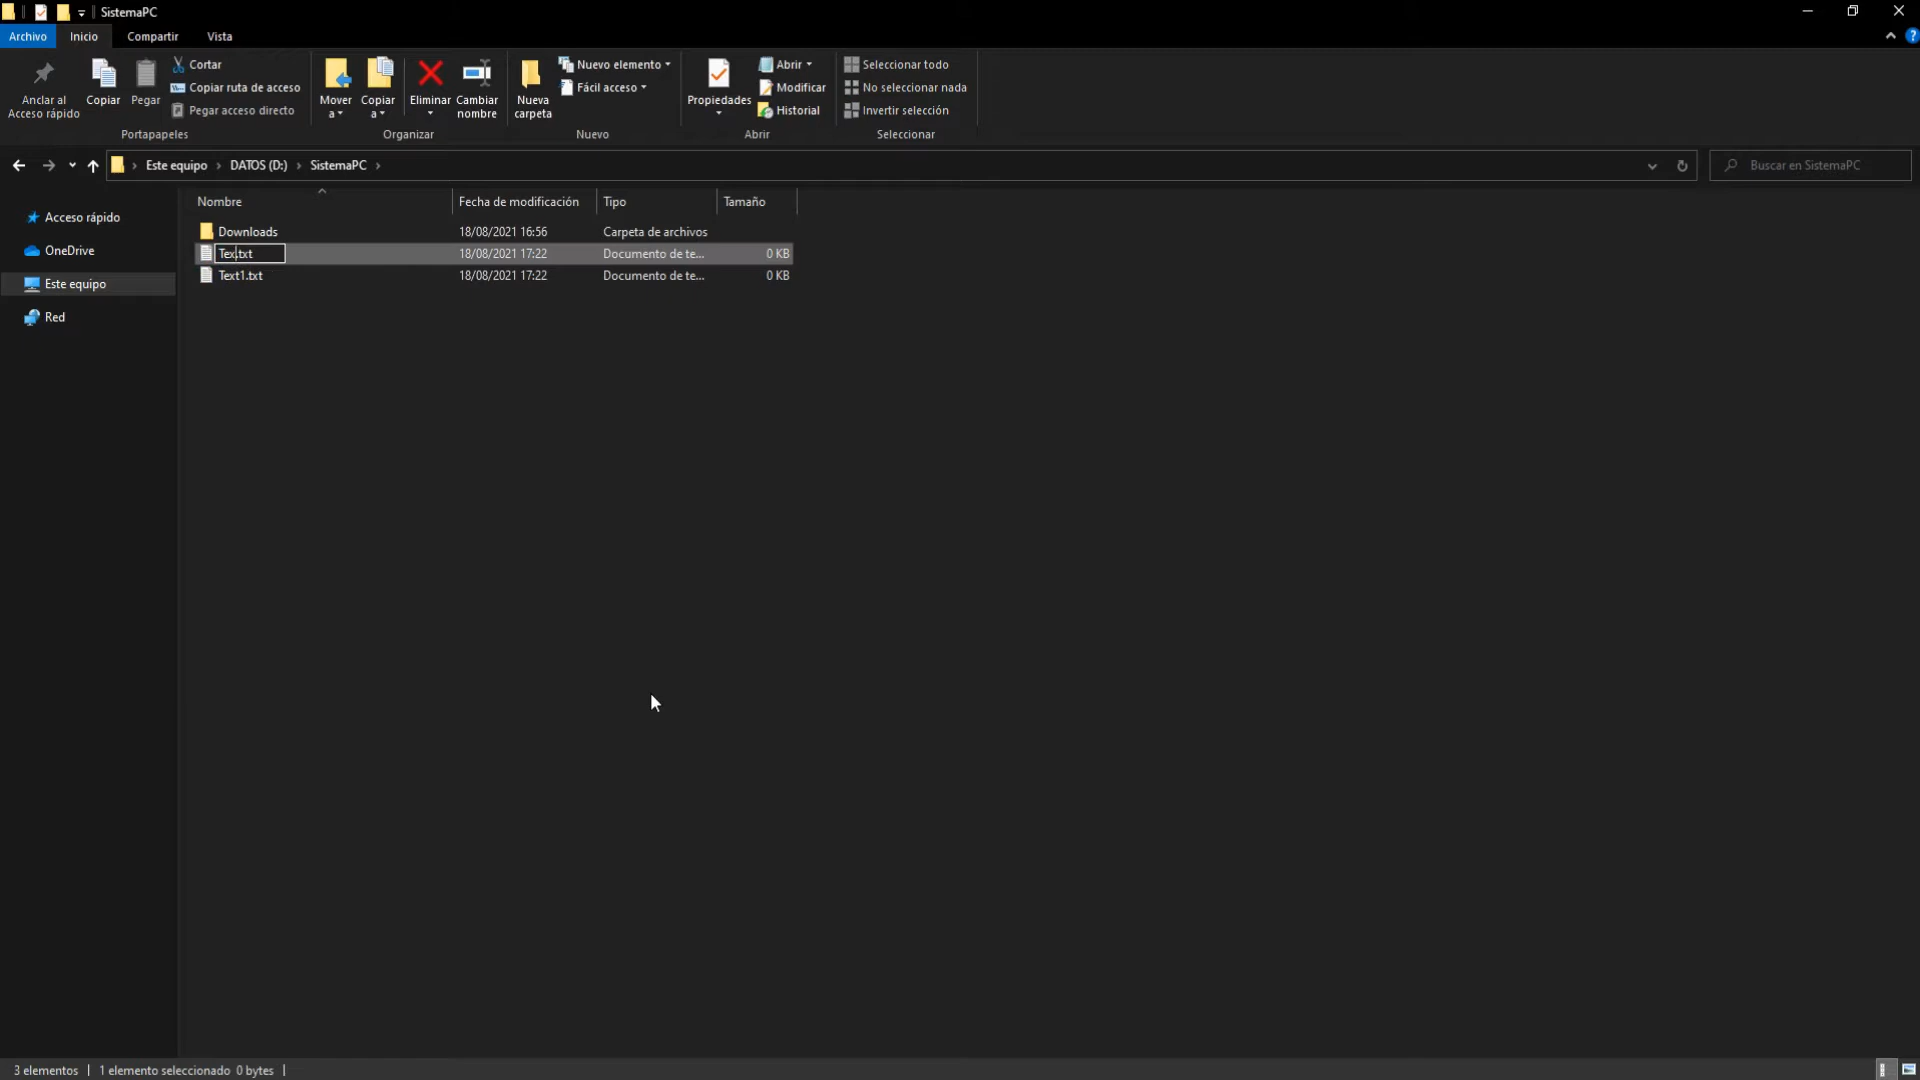 SistemaPC
Archivo Inicio Compartir Vista
Anclar al Acceso rápido
Copiar
Pegar
Cortar
Copiar ruta de acceso
Pegar acceso directo
Portapapeles
Mover a
Copiar a
Eliminar
Cambiar nombre
Organizar
Nueva carpeta
Nuevo elemento
Fácil acceso
Nuevo
Propiedades
Abrir
Modificar
Historial
Abrir
Seleccionar todo
No seleccionar nada
Invertir selección
Seleccionar
Este equipo › DATOS (D:) › SistemaPC ›
Buscar en SistemaPC
Acceso rápido
OneDrive
Este equipo
Red
Nombre Fecha de modificación Tipo Tamaño
Downloads 18/08/2021 16:56 Carpeta de archivos
Tex.txt 18/08/2021 17:22 Documento de te... 0 KB
Text1.txt 18/08/2021 17:22 Documento de te... 0 KB
3 elementos 1 elemento seleccionado 0 bytes